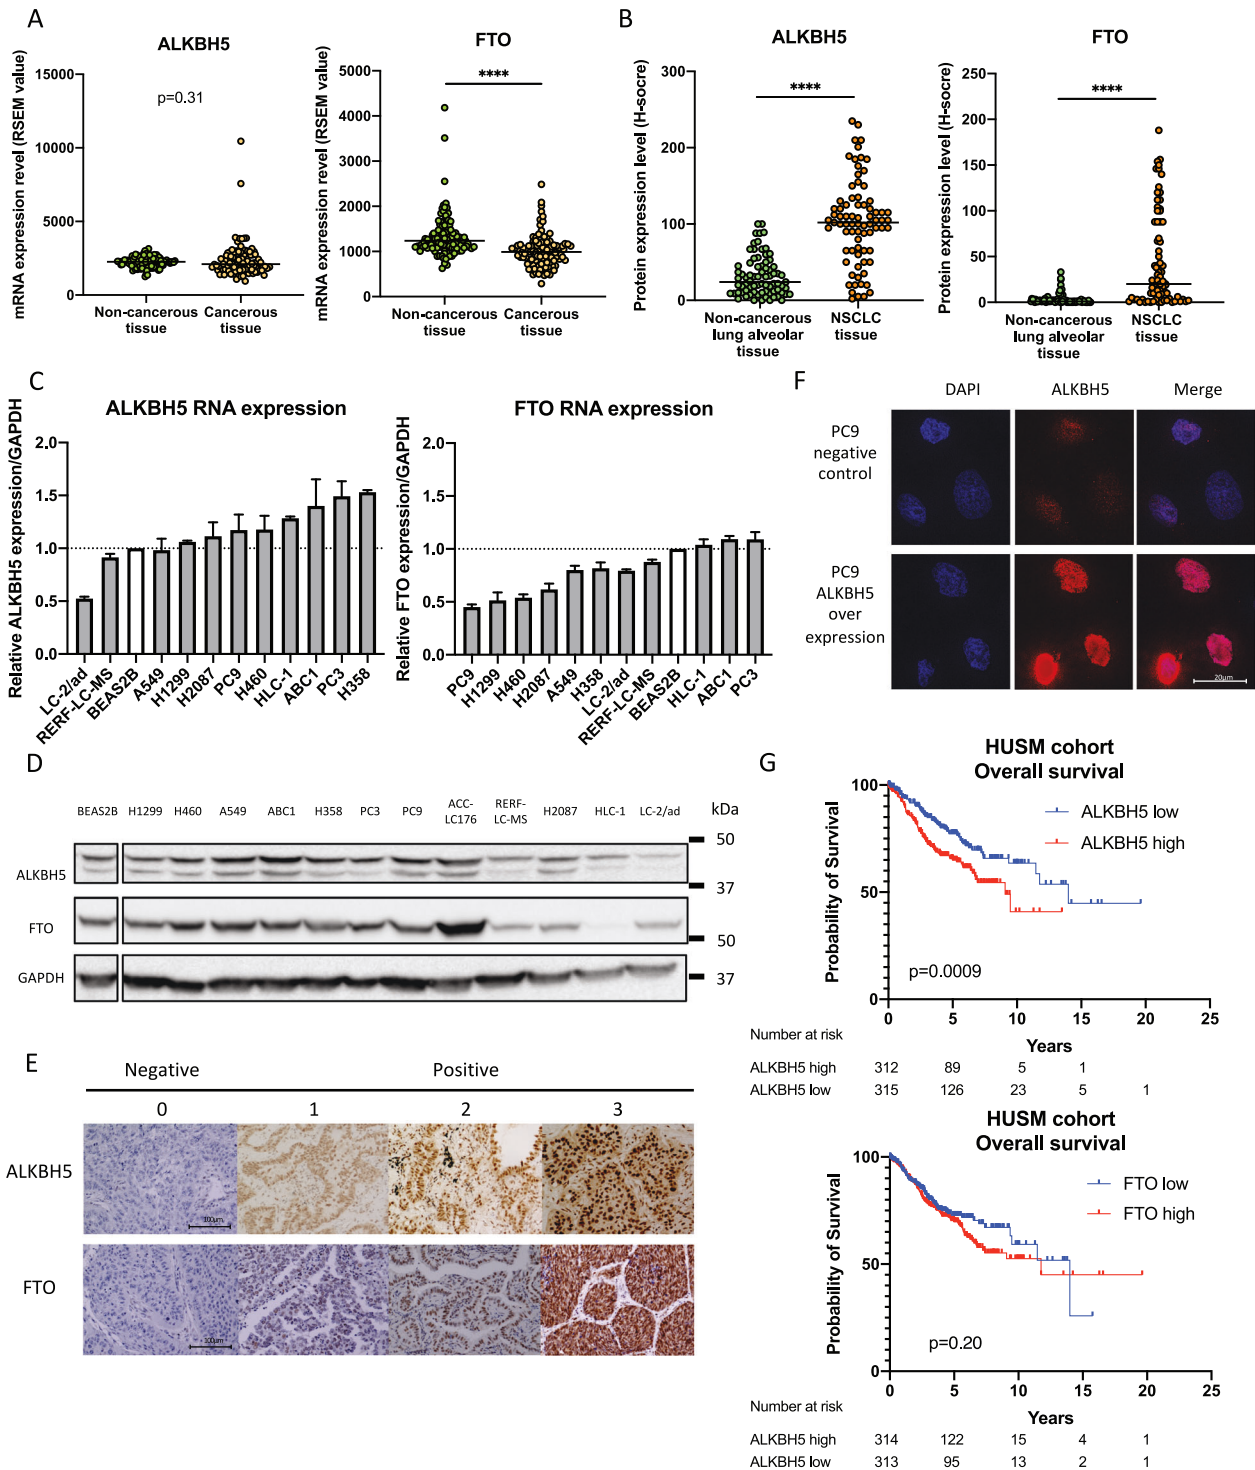 A
ALKBH5
mRNA expression revel (RSEM value)
15000
10000
5000
0
p=0.31
Non-cancerous
tissue
Cancerous
tissue
FTO
mRNA expression revel (RSEM value)
5000
4000
3000
2000
1000
0
****
Non-cancerous
tissue
Cancerous
tissue
B
ALKBH5
Protein expression level (H-socre)
300
200
100
0
****
Non-cancerous
lung alveolar
tissue
NSCLC
tissue
FTO
Protein expression level (H-socre)
250
200
150
100
50
0
****
Non-cancerous
lung alveolar
tissue
NSCLC
tissue
C
ALKBH5 RNA expression
Relative ALKBH5 expression/GAPDH
2.0
1.5
1.0
0.5
0.0
LC-2/ad
RERF-LC-MS
BEAS2B
A549
H1299
H2087
PC9
H460
HLC-1
ABC1
PC3
H358
FTO RNA expression
Relative FTO expression/GAPDH
2.0
1.5
1.0
0.5
0.0
PC9
H1299
H460
H2087
A549
H358
LC-2/ad
RERF-LC-MS
BEAS2B
HLC-1
ABC1
PC3
F
DAPI
ALKBH5
Merge
PC9
negative
control
PC9
ALKBH5
over
expression
20μm
D
BEAS2B
H1299
H460
A549
ABC1
H358
PC3
PC9
ACC-
LC176
RERF-
LC-MS
H2087
HLC-1
LC-2/ad
kDa
ALKBH5
50
37
FTO
50
GAPDH
37
E
Negative
Positive
0
1
2
3
ALKBH5
100μm
FTO
100μm
G
HUSM cohort
Overall survival
Probability of Survival
100
50
0
ALKBH5 low
ALKBH5 high
p=0.0009
0 5 10 15 20 25
Years
Number at risk
ALKBH5 high 312 89 5 1
ALKBH5 low 315 126 23 5 1
HUSM cohort
Overall survival
Probability of Survival
100
50
0
FTO low
FTO high
p=0.20
0 5 10 15 20 25
Years
Number at risk
ALKBH5 high 314 122 15 4 1
ALKBH5 low 313 95 13 2 1